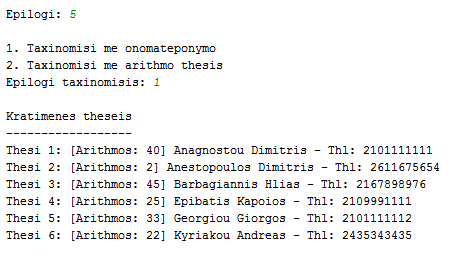 Epilogi: 5
1. Taxinomisi me onomateponymo
2. Taxinomisi me arithmo thesis
Epilogi taxinomisis: 1
Kratimenes theseis
------------------
Thesi 1: [Arithmos: 40] Anagnostou Dimitris - Thl: 2101111111
Thesi 2: [Arithmos: 2] Anestopoulos Dimitris - Thl: 2611675654
Thesi 3: [Arithmos: 45] Barbagiannis Hlias - Thl: 2167898976
Thesi 4: [Arithmos: 25] Epibatis Kapoios - Thl: 2109991111
Thesi 5: [Arithmos: 33] Georgiou Giorgos - Thl: 2101111112
Thesi 6: [Arithmos: 22] Kyriakou Andreas - Thl: 2435343435